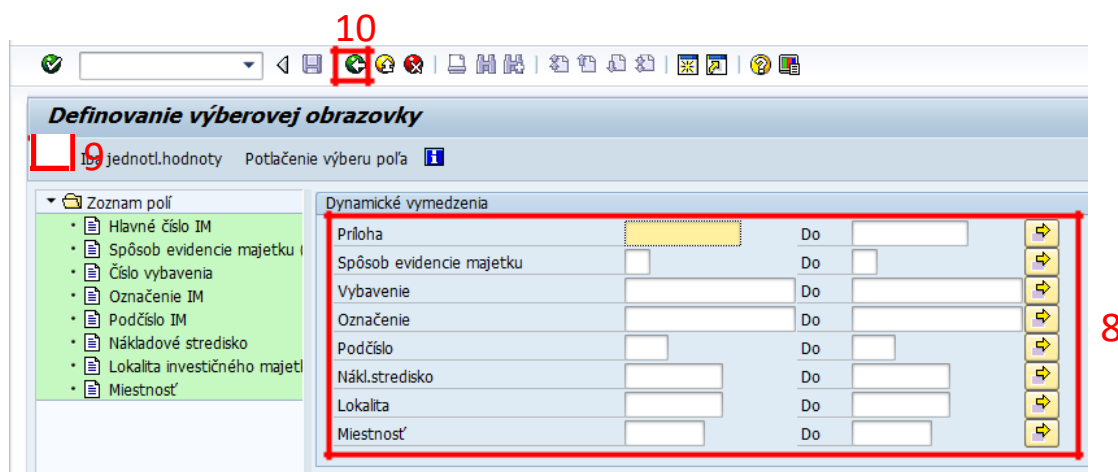 10
Definovanie výberovej obrazovky
9 Iba jednotl.hodnoty Potlačenie výberu poľa
Zoznam polí
Hlavné číslo IM
Spôsob evidencie majetku (
Číslo vybavenia
Označenie IM
Podčíslo IM
Nákladové stredisko
Lokalita investičného majetl
Miestnosť
Dynamické vymedzenia
Príloha Do
Spôsob evidencie majetku Do
Vybavenie Do
Označenie Do
Podčíslo Do
Nákl.stredisko Do
Lokalita Do
Miestnosť Do
8